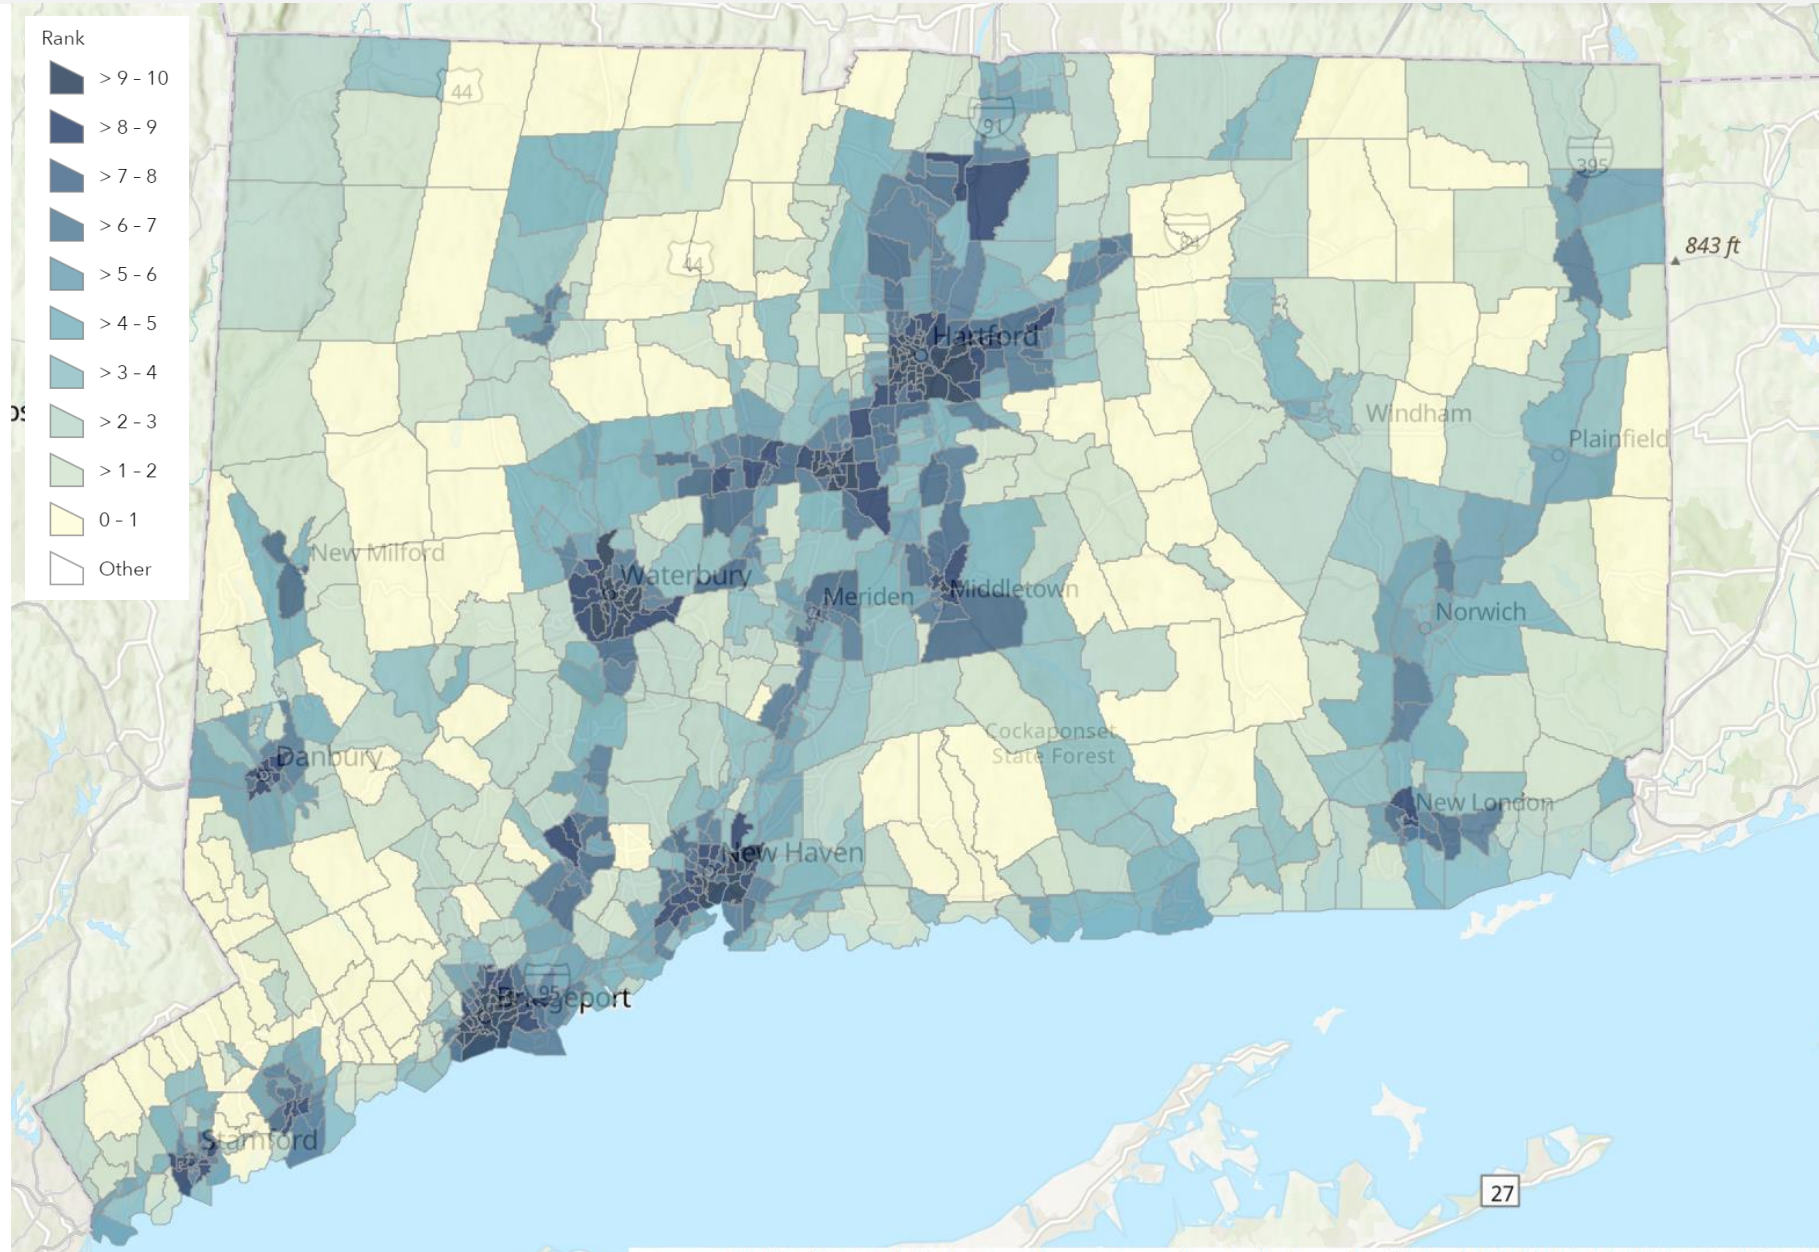 Rank
> 9 - 10
> 8 - 9
> 7 - 8
> 6 - 7
> 5 - 6
> 4 - 5
> 3 - 4
> 2 - 3
> 1 - 2
0 - 1
Other
44
91
395
44
84
843 ft
Hartford
Windham
Plainfield
New Milford
Waterbury
Meriden
Middletown
Norwich
Cockaponset
State Forest
Danbury
New London
New Haven
95
Bridgeport
Stamford
27